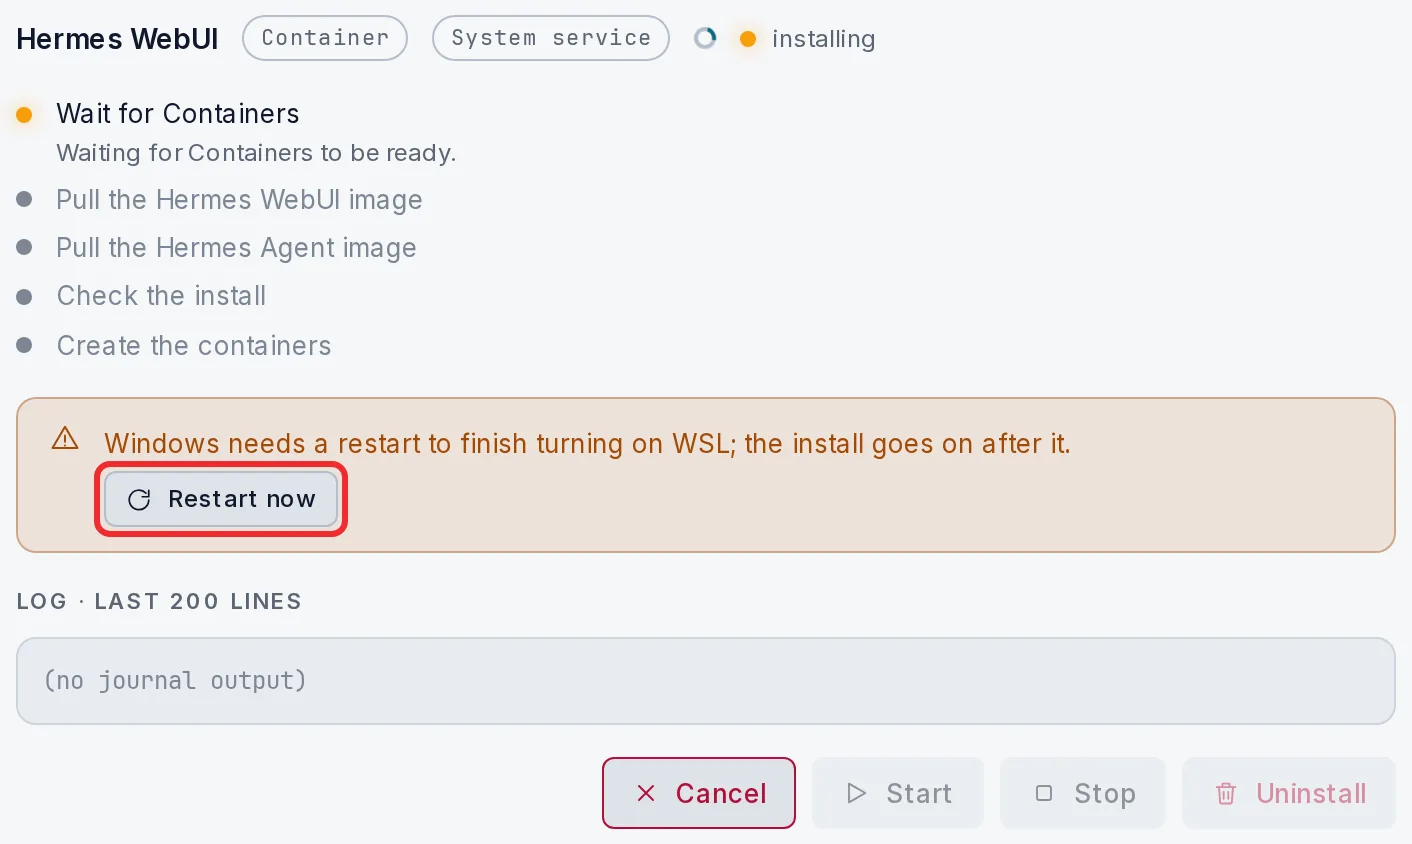 Hermes WebUI Container System service installing
Wait for Containers
Waiting for Containers to be ready.
Pull the Hermes WebUI image
Pull the Hermes Agent image
Check the install
Create the containers
Windows needs a restart to finish turning on WSL; the install goes on after it.
Restart now
LOG · LAST 200 LINES
(no journal output)
Cancel Start Stop Uninstall